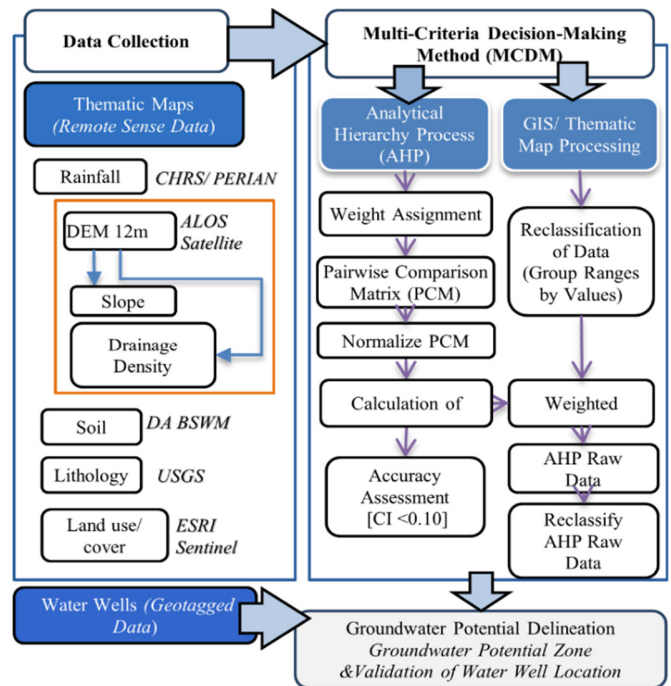 Data Collection
Thematic Maps
(Remote Sense Data)
Rainfall
CHRS/ PERIAN
DEM 12m
ALOS
Satellite
Slope
Drainage
Density
Soil
DA BSWM
Lithology
USGS
Land use/
cover
ESRI
Sentinel
Water Wells (Geotagged
Data)
Multi-Criteria Decision-Making
Method (MCDM)
Analytical
Hierarchy Process
(AHP)
Weight Assignment
Pairwise Comparison
Matrix (PCM)
Normalize PCM
Calculation of
Accuracy
Assessment
[CI <0.10]
GIS/ Thematic
Map Processing
Reclassification
of Data
(Group Ranges
by Values)
Weighted
AHP Raw
Data
Reclassify
AHP Raw
Data
Groundwater Potential Delineation
Groundwater Potential Zone
&Validation of Water Well Location